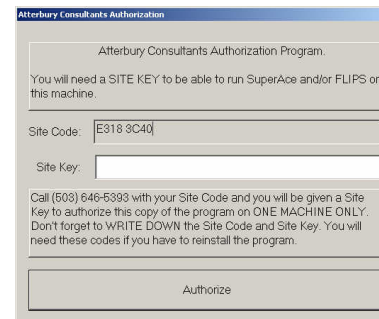 Atterbury Consultants Authorization
Atterbury Consultants Authorization Program.
You will need a SITE KEY to be able to run SuperAce and/or FLIPS on
this machine.
Site Code: E318 3C40
Site Key:
Call (503) 646-5393 with your Site Code and you will be given a Site
Key to authorize this copy of the program on ONE MACHINE ONLY.
Don't forget to WRITE DOWN the Site Code and Site Key. You will
need these codes if you have to reinstall the program.
Authorize